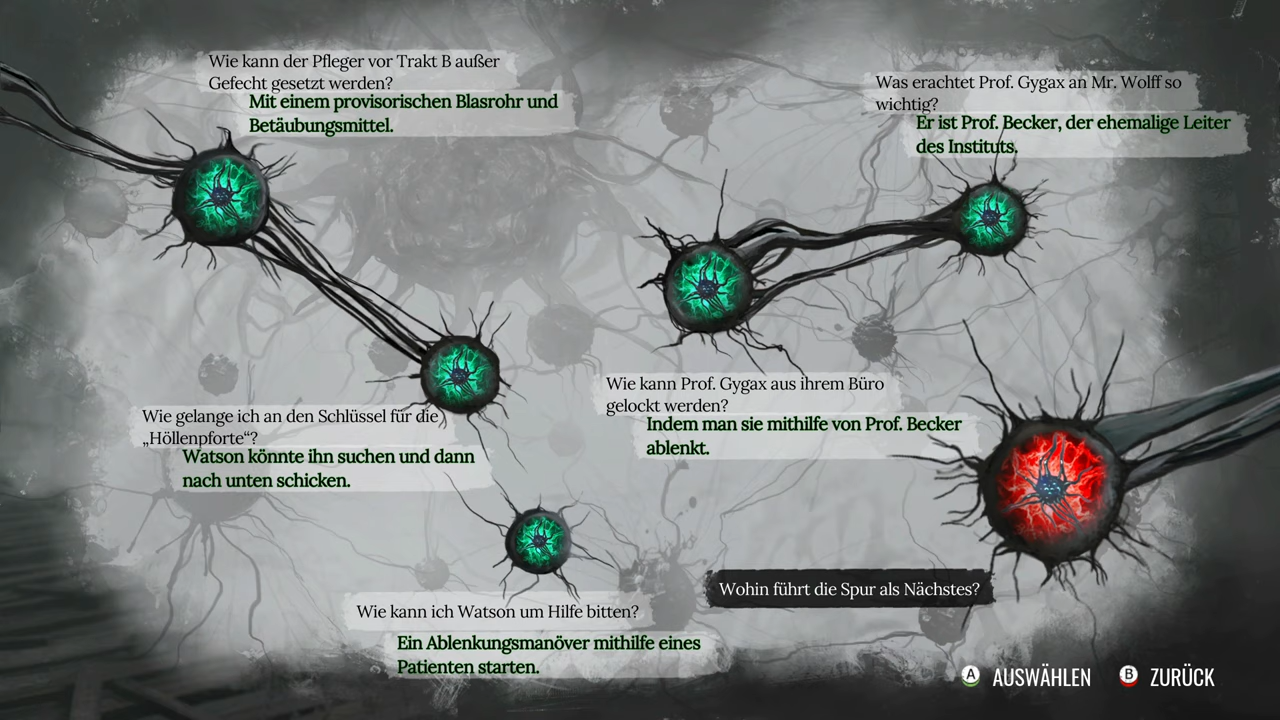 Wie kann der Pfleger vor Trakt B außer
Gefecht gesetzt werden?
Mit einem provisorischen Blasrohr und
Betäubungsmittel.
Was erachtet Prof. Gygax an Mr. Wolff so
wichtig?
Er ist Prof. Becker, der ehemalige Leiter
des Instituts.
Wie gelange ich an den Schlüssel für die
„Höllenpforte“?
Watson könnte ihn suchen und dann
nach unten schicken.
Wie kann Prof. Gygax aus ihrem Büro
gelockt werden?
Indem man sie mithilfe von Prof. Becker
ablenkt.
Wohin führt die Spur als Nächstes?
Wie kann ich Watson um Hilfe bitten?
Ein Ablenkungsmanöver mithilfe eines
Patienten starten.
A AUSWÄHLEN B ZURÜCK